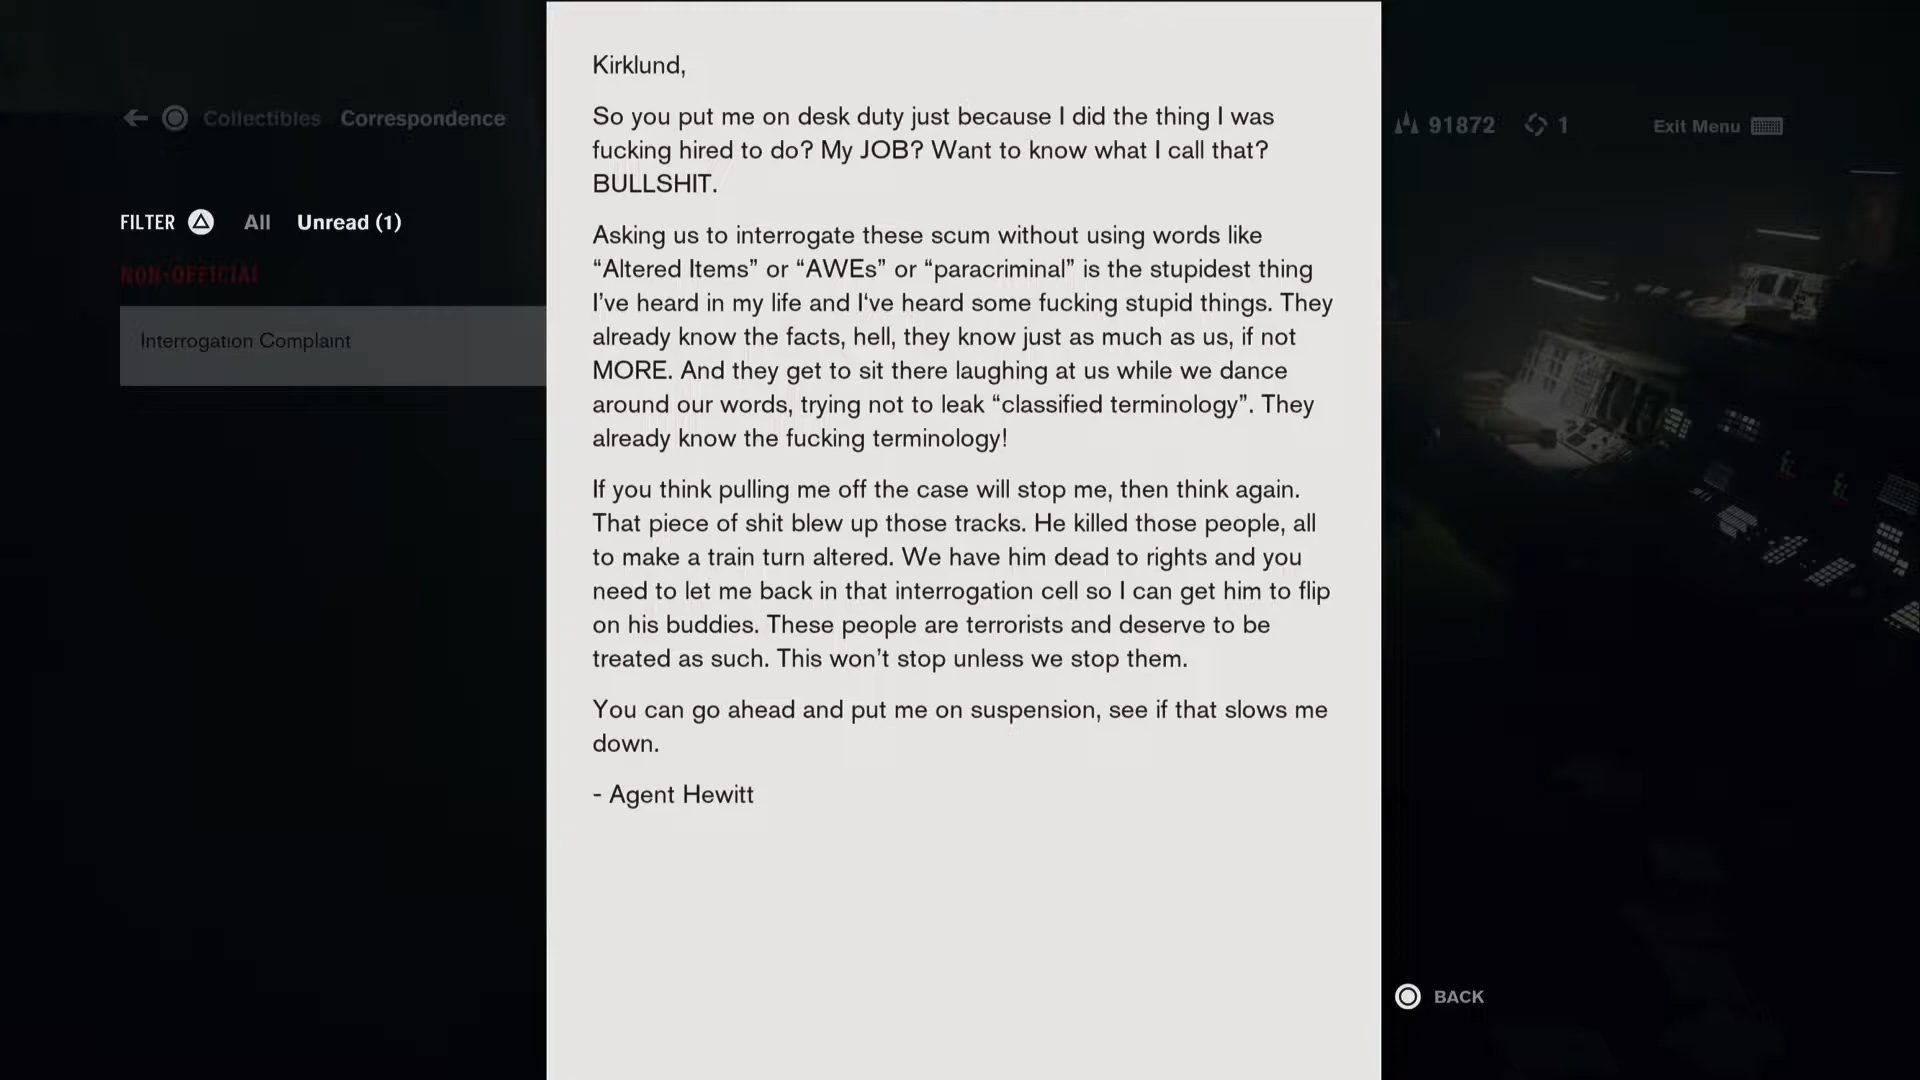 Kirklund,
Collectibles Correspondence
91872 1 Exit Menu
So you put me on desk duty just because I did the thing I was
fucking hired to do? My JOB? Want to know what I call that?
BULLSHIT.
FILTER All Unread (1)
NON-OFFICIAL
Interrogation Complaint
Asking us to interrogate these scum without using words like
“Altered Items” or “AWEs” or “paracriminal” is the stupidest thing
I’ve heard in my life and I‘ve heard some fucking stupid things. They
already know the facts, hell, they know just as much as us, if not
MORE. And they get to sit there laughing at us while we dance
around our words, trying not to leak “classified terminology”. They
already know the fucking terminology!
If you think pulling me off the case will stop me, then think again.
That piece of shit blew up those tracks. He killed those people, all
to make a train turn altered. We have him dead to rights and you
need to let me back in that interrogation cell so I can get him to flip
on his buddies. These people are terrorists and deserve to be
treated as such. This won’t stop unless we stop them.
You can go ahead and put me on suspension, see if that slows me
down.
- Agent Hewitt
BACK